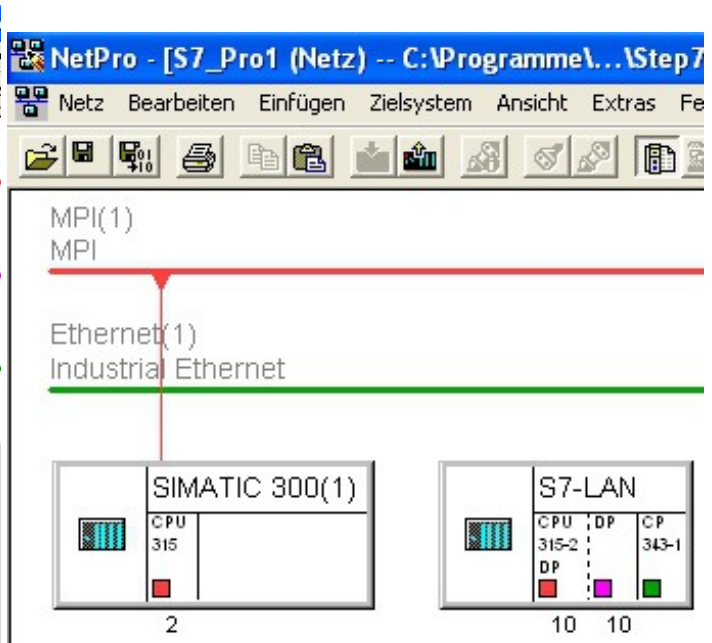 NetPro - [S7_Pro1 (Netz) -- C:\Programme\...\Step7
Netz Bearbeiten Einfügen Zielsystem Ansicht Extras Fe
MPI(1)
MPI
Ethernet(1)
Industrial Ethernet
SIMATIC 300(1)
CPU
315
2
S7-LAN
CPU DP CP
315-2 343-1
DP
10 10